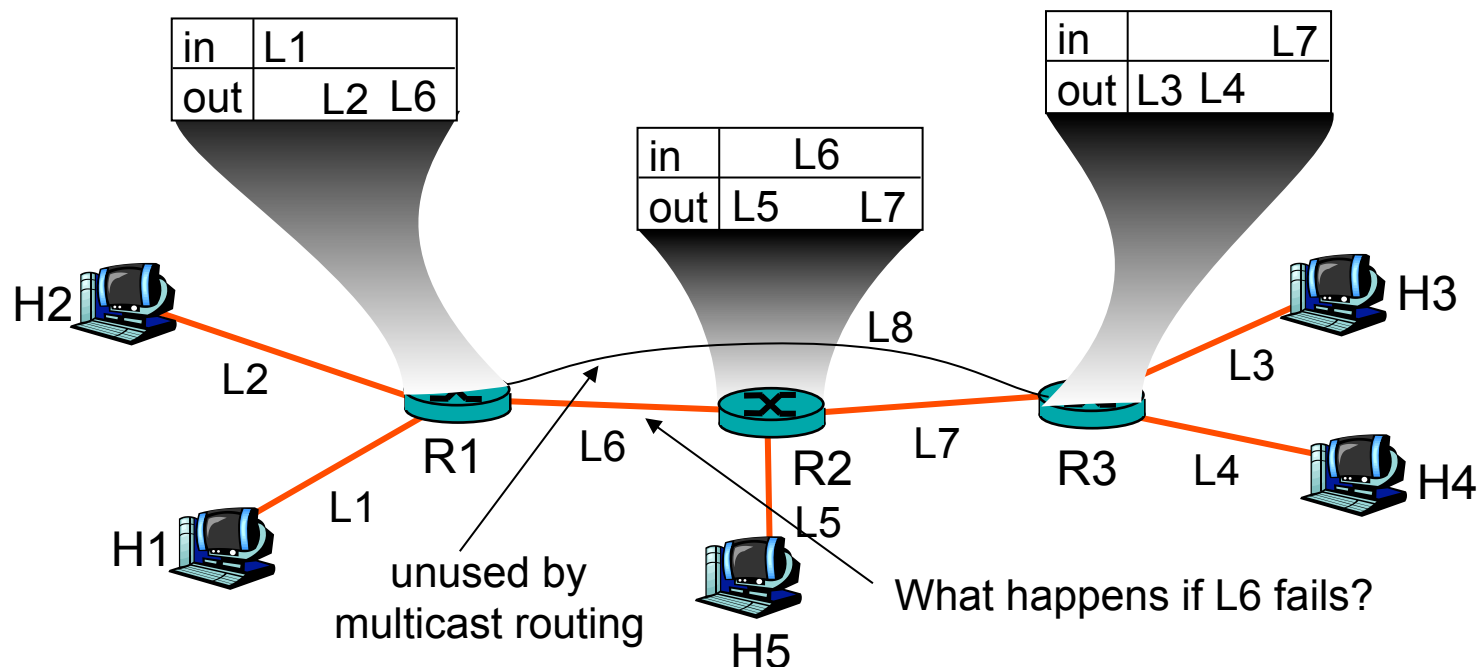 in L1
out L2 L6
in L7
out L3 L4
in L6
out L5 L7
H2
H3
L8
L2
L3
R1
L6
R2
L7
R3
L4
H4
L1
H1
L5
unused by
multicast routing
What happens if L6 fails?
H5